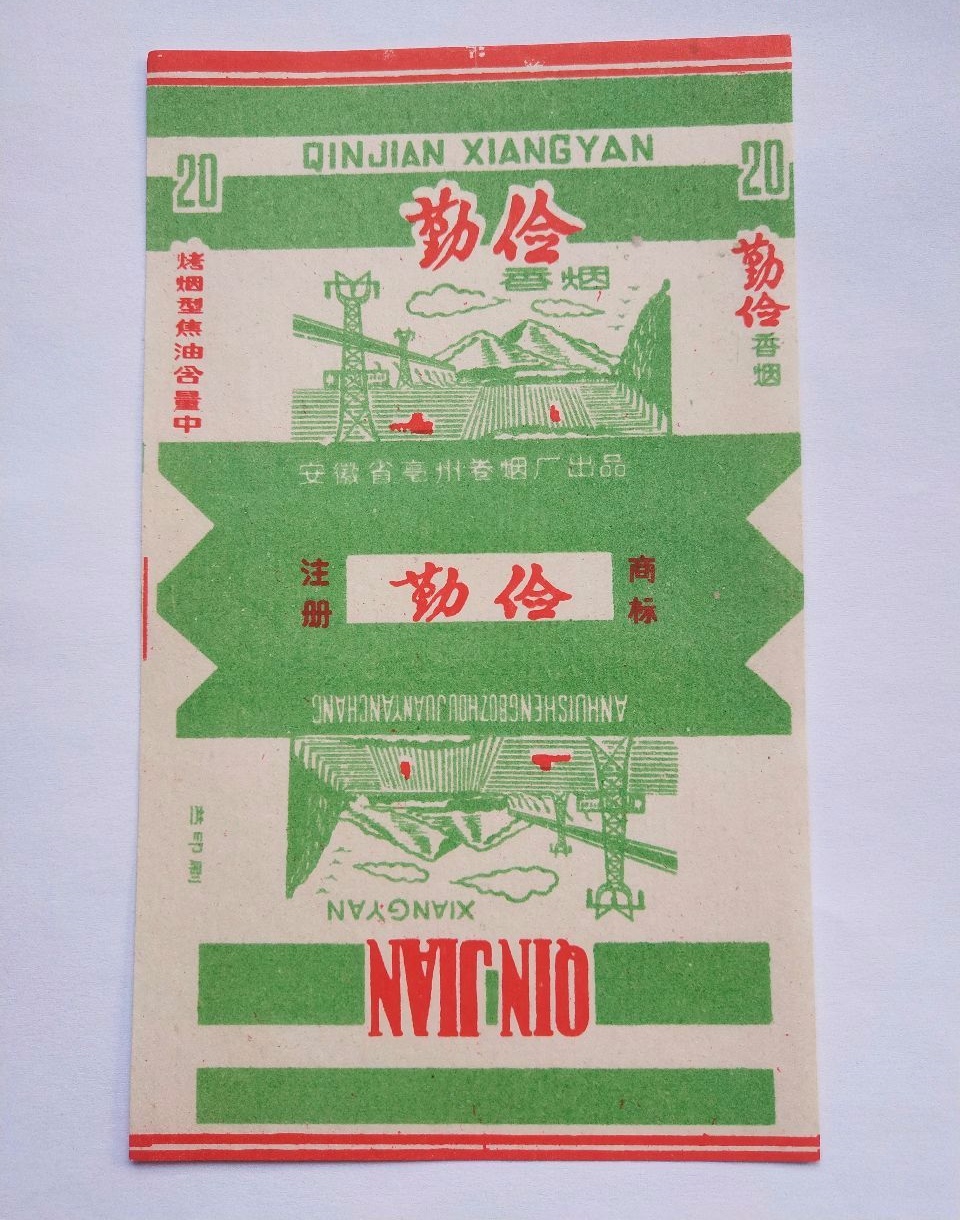 20
QINJIAN XIANGYAN
20
勤俭
香烟
烤烟型焦油含量中
勤俭
香烟
安徽省亳州卷烟厂出品
注册
勤俭
商标
ANHUISHENGBOZHOUJUANYANCHANG
XIANGYAN
QINJIAN
印刷